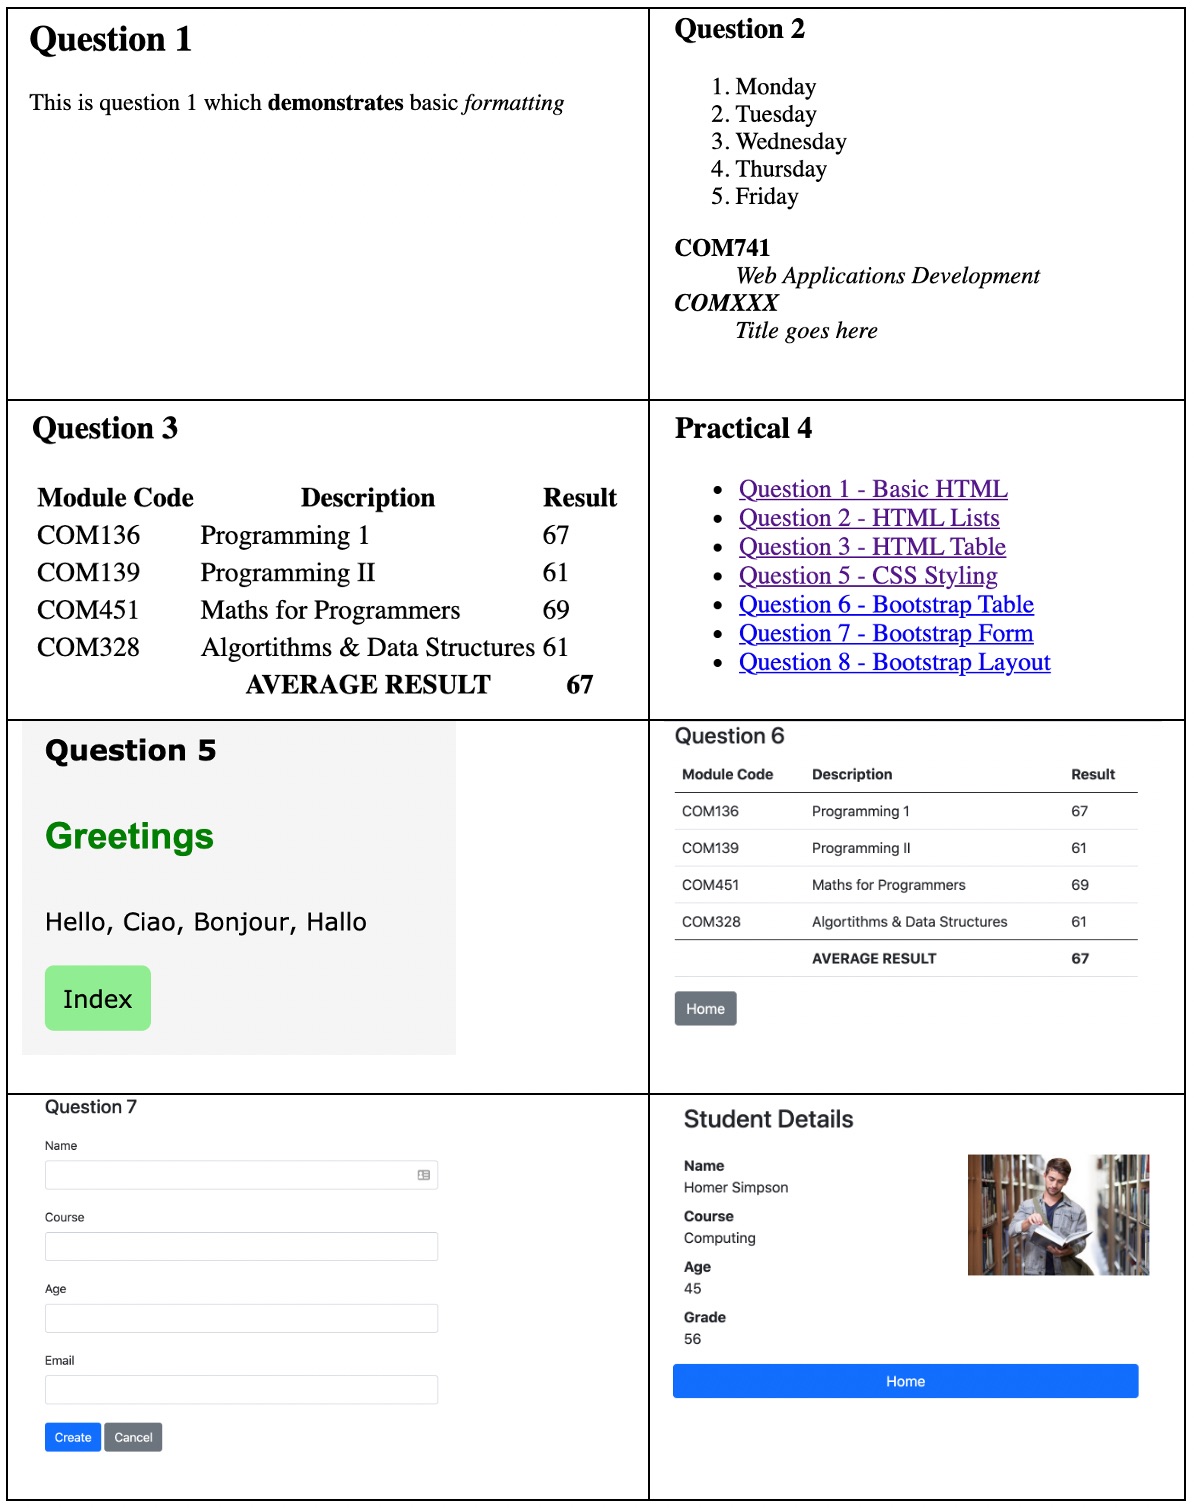 Question 1
This is question 1 which demonstrates basic formatting
Question 2
1. Monday
2. Tuesday
3. Wednesday
4. Thursday
5. Friday
COM741
Web Applications Development
COMXXX
Title goes here
Question 3
Module Code Description Result
COM136 Programming 1 67
COM139 Programming II 61
COM451 Maths for Programmers 69
COM328 Algortithms & Data Structures 61
AVERAGE RESULT 67
Practical 4
• Question 1 - Basic HTML
• Question 2 - HTML Lists
• Question 3 - HTML Table
• Question 5 - CSS Styling
• Question 6 - Bootstrap Table
• Question 7 - Bootstrap Form
• Question 8 - Bootstrap Layout
Question 5
Greetings
Hello, Ciao, Bonjour, Hallo
Index
Question 6
Module Code Description Result
COM136 Programming 1 67
COM139 Programming II 61
COM451 Maths for Programmers 69
COM328 Algortithms & Data Structures 61
AVERAGE RESULT 67
Home
Question 7
Name
Course
Age
Email
Create Cancel
Student Details
Name
Homer Simpson
Course
Computing
Age
45
Grade
56
Home